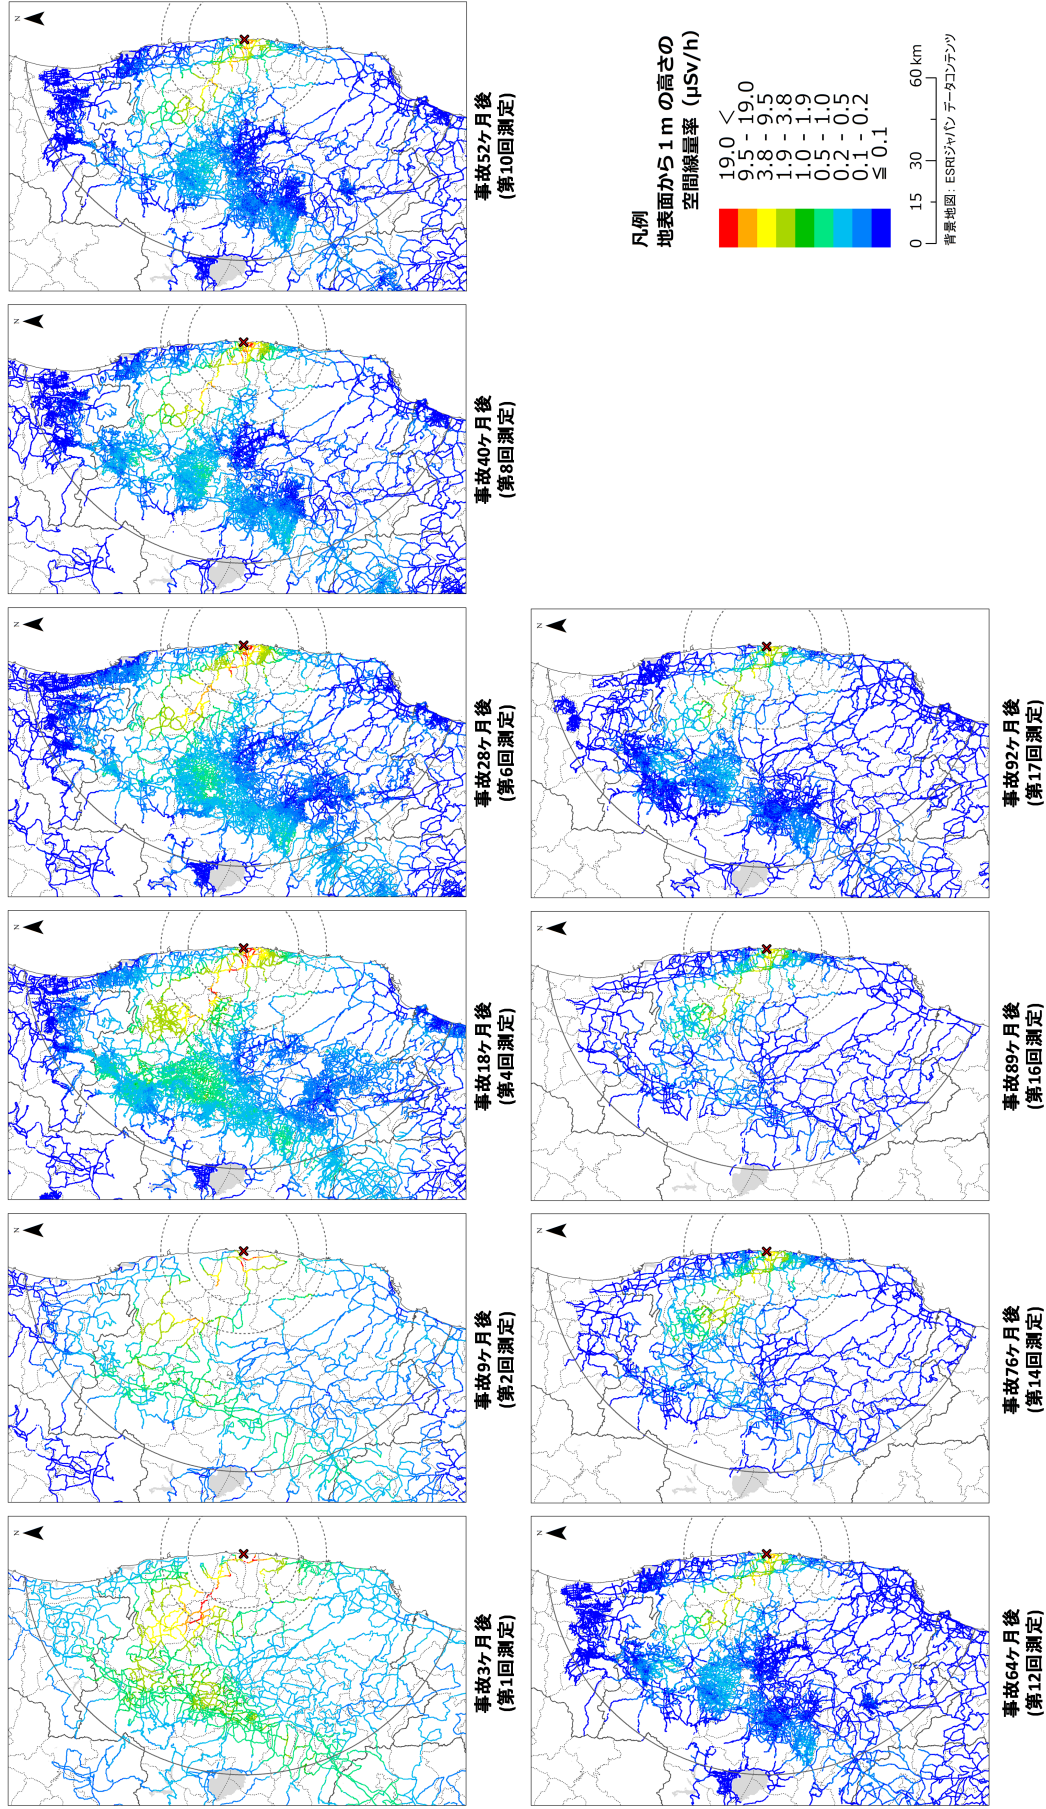 N
事故3ヶ月後
(第1回測定)
N
事故9ヶ月後
(第2回測定)
N
事故18ヶ月後
(第4回測定)
N
事故28ヶ月後
(第6回測定)
N
事故40ヶ月後
(第8回測定)
N
事故52ヶ月後
(第10回測定)
N
事故64ヶ月後
(第12回測定)
N
事故76ヶ月後
(第14回測定)
N
事故89ヶ月後
(第16回測定)
N
事故92ヶ月後
(第17回測定)
凡例
地表面から1 m の高さの
空間線量率（μSv/h）
19.0 <
9.5 - 19.0
3.8 - 9.5
1.9 - 3.8
1.0 - 1.9
0.5 - 1.0
0.2 - 0.5
0.1 - 0.2
≦ 0.1
0 15 30 60 km
背景地図: ESRIジャパン データコンテンツ